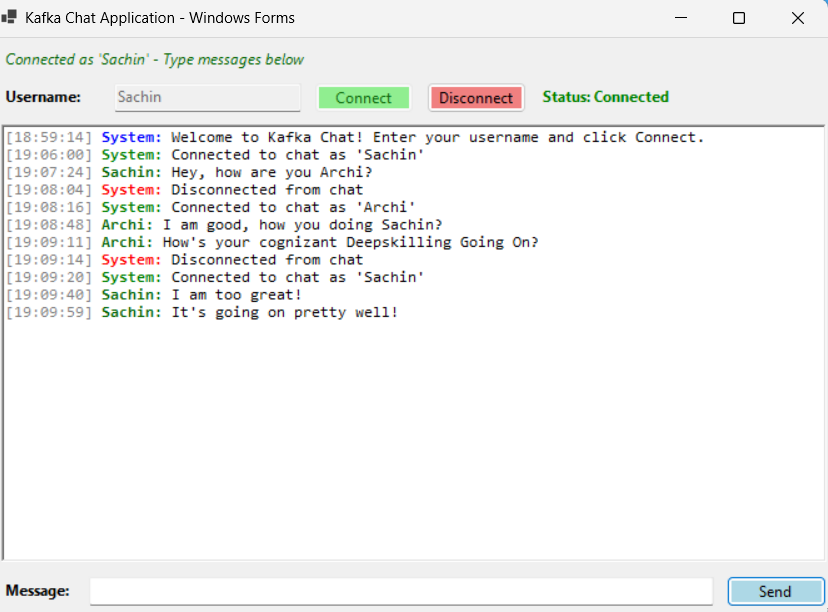 Kafka Chat Application - Windows Forms
Connected as 'Sachin' - Type messages below
Username: Sachin Connect Disconnect Status: Connected
[18:59:14] System: Welcome to Kafka Chat! Enter your username and click Connect.
[19:06:00] System: Connected to chat as 'Sachin'
[19:07:24] Sachin: Hey, how are you Archi?
[19:08:04] System: Disconnected from chat
[19:08:16] System: Connected to chat as 'Archi'
[19:08:48] Archi: I am good, how you doing Sachin?
[19:09:11] Archi: How's your cognizant Deepskilling Going On?
[19:09:14] System: Disconnected from chat
[19:09:20] System: Connected to chat as 'Sachin'
[19:09:40] Sachin: I am too great!
[19:09:59] Sachin: It's going on pretty well!
Message: Send